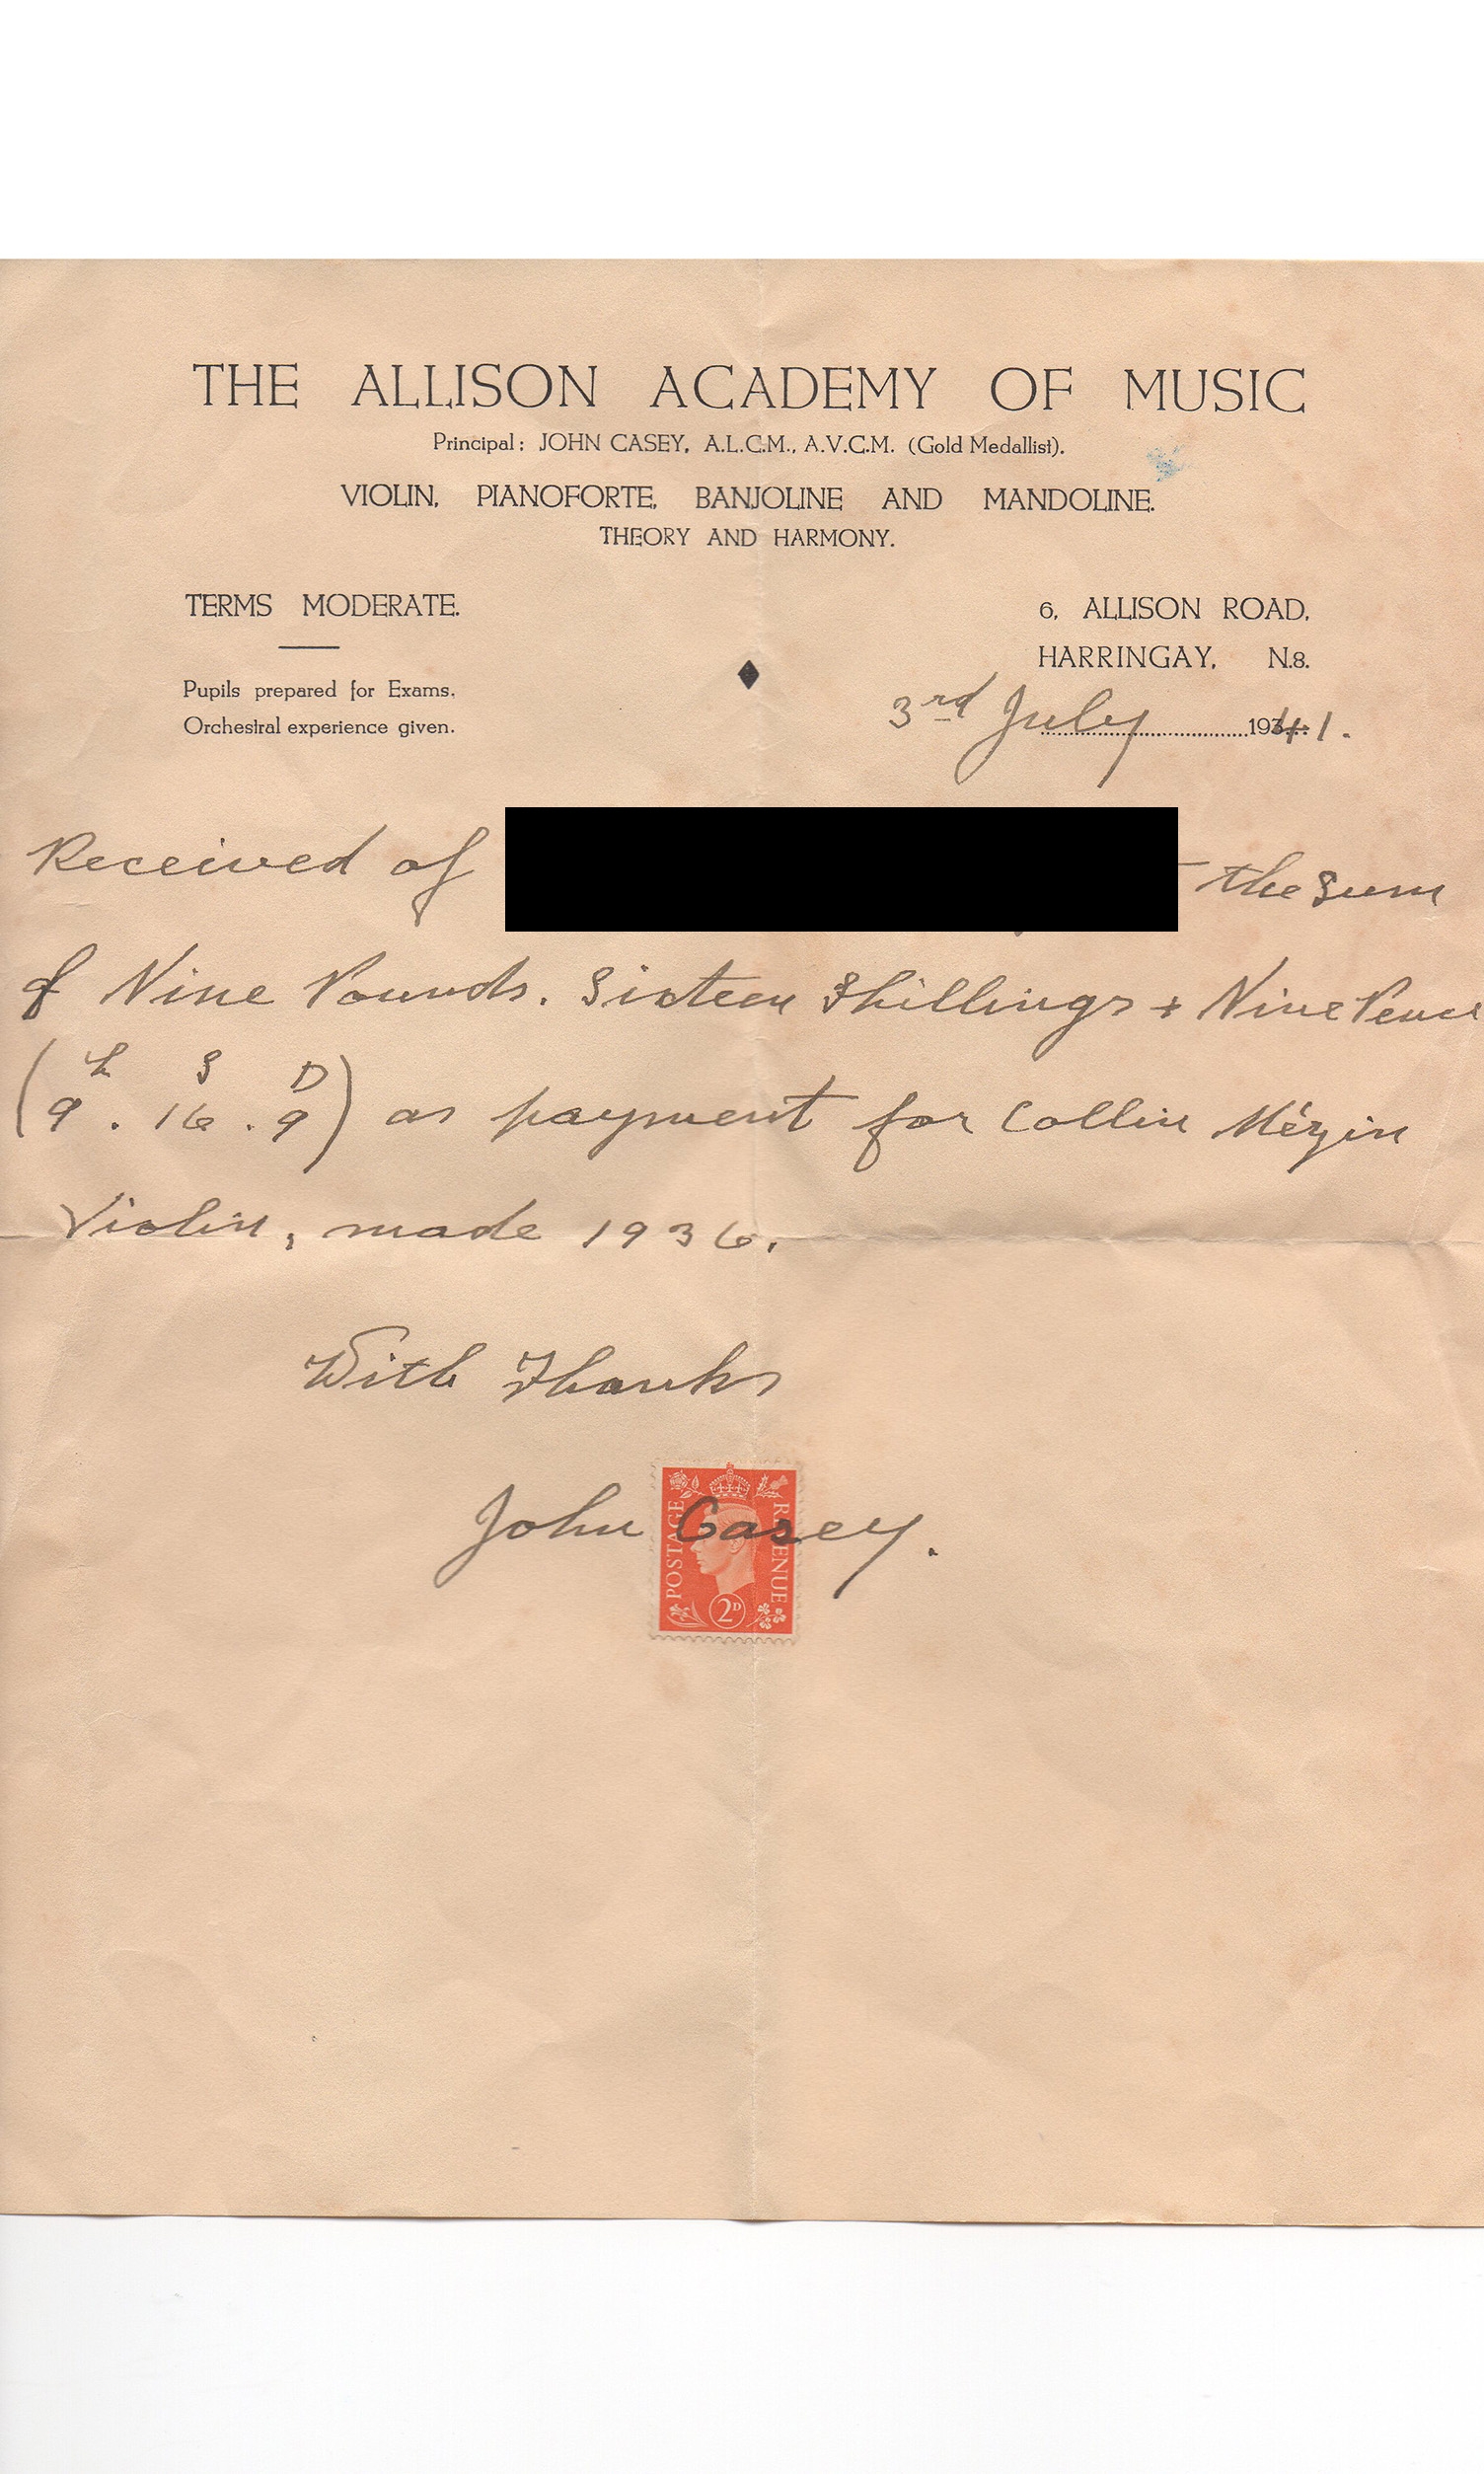 THE ALLISON ACADEMY OF MUSIC
Principal: JOHN CASEY, A.L.C.M., A.V.C.M. (Gold Medallist).
VIOLIN, PIANOFORTE, BANJOLINE AND MANDOLINE.
THEORY AND HARMONY.
TERMS MODERATE.
Pupils prepared for Exams.
Orchestral experience given.
6, ALLISON ROAD,
HARRINGAY, N.8.
3rd July 1941.
Received of the sum
of Nine Pounds. Sixteen Shillings + Nine Pence
(£ S D
9 . 16 . 9) as payment for Collin Mézin
Violin, made 1936.
With Thanks
John Casey.
POSTAGE REVENUE
2D